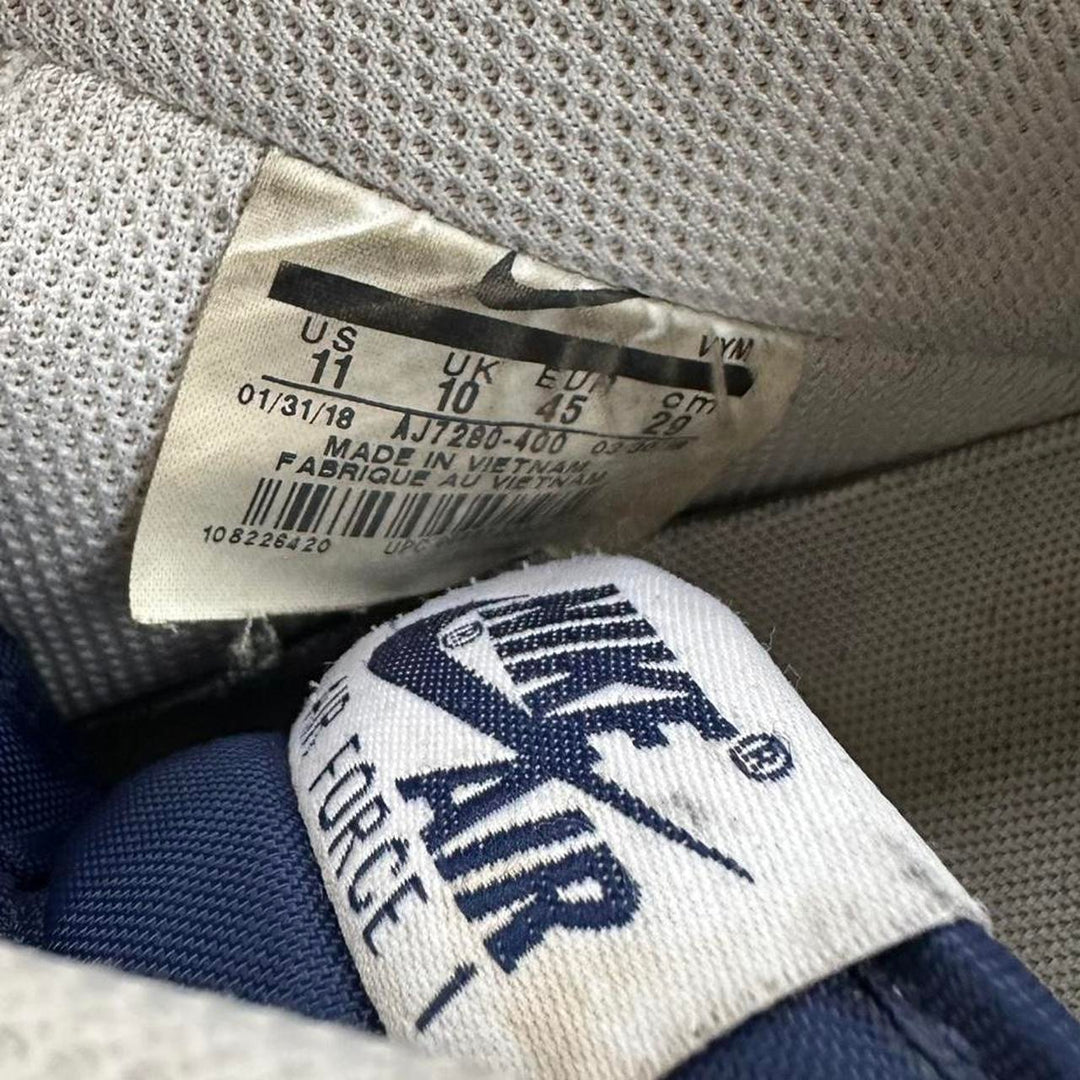 VYM
US UK EUR cm
11 10 45 29
01/31/18 AJ7280-400
MADE IN VIETNAM
FABRIQUE AU VIETNAM
108226420 UPC
NIKE®
®
AIR
AIR FORCE 1